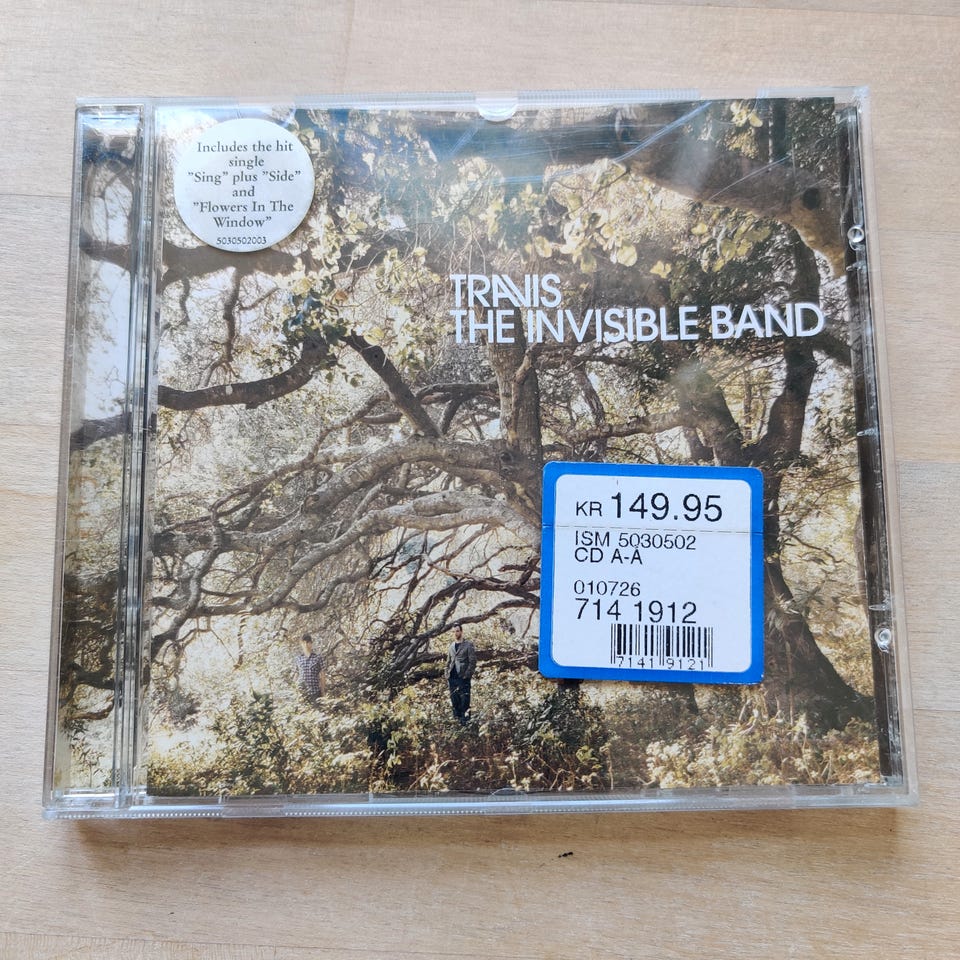 Includes the hit
single
"Sing" plus "Side"
and
"Flowers In The
Window"
5030502003
TRAVIS
THE INVISIBLE BAND
KR 149.95
ISM 5030502
CD A-A
010726
714 1912
7141 9121